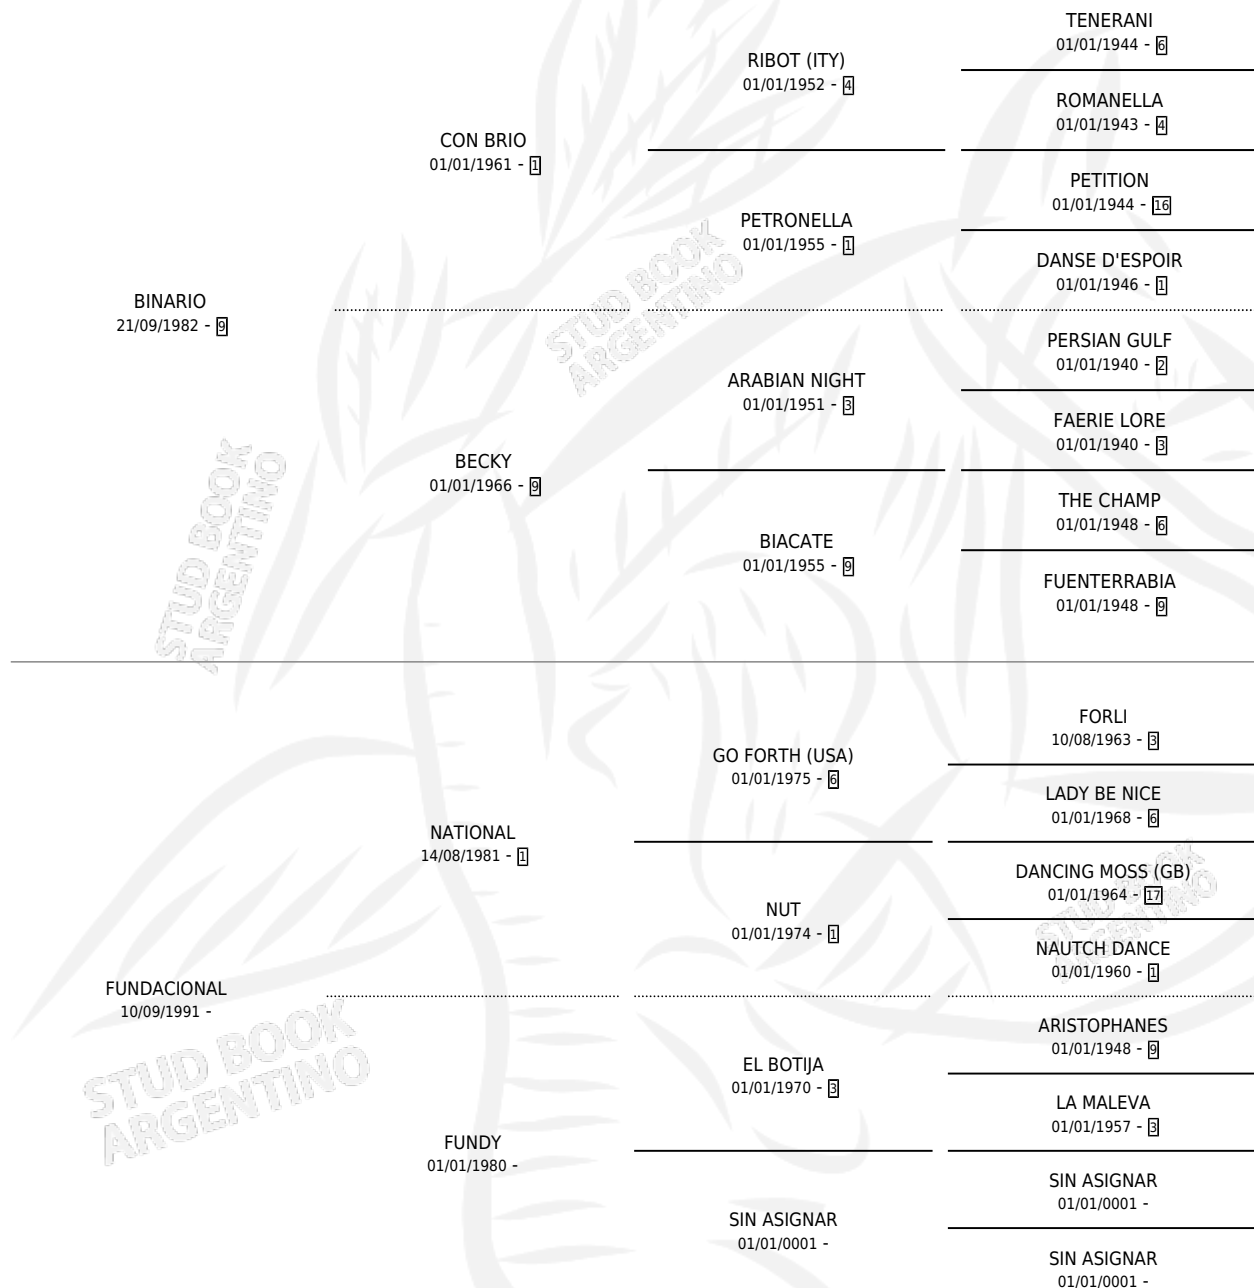 TENERANI
01/01/1944 - 6
RIBOT (ITY)
01/01/1952 - 4
ROMANELLA
01/01/1943 - 4
CON BRIO
01/01/1961 - 1
PETITION
01/01/1944 - 16
PETRONELLA
01/01/1955 - 1
DANSE D'ESPOIR
01/01/1946 - 1
BINARIO
21/09/1982 - 9
STUD BOOK
ARGENTINO
PERSIAN GULF
01/01/1940 - 2
ARABIAN NIGHT
01/01/1951 - 3
FAERIE LORE
01/01/1940 - 3
BECKY
01/01/1966 - 9
THE CHAMP
01/01/1948 - 6
BIACATE
01/01/1955 - 9
FUENTERRABIA
01/01/1948 - 9
STUD BOOK
ARGENTINO
FORLI
10/08/1963 - 3
GO FORTH (USA)
01/01/1975 - 6
LADY BE NICE
01/01/1968 - 6
NATIONAL
14/08/1981 - 1
DANCING MOSS (GB)
01/01/1964 - 17
NUT
01/01/1974 - 1
STUD BOOK
ARGENTINO
NAUTCH DANCE
01/01/1960 - 1
FUNDACIONAL
10/09/1991 -
STUD BOOK
ARGENTINO
ARISTOPHANES
01/01/1948 - 9
EL BOTIJA
01/01/1970 - 3
LA MALEVA
01/01/1957 - 3
FUNDY
01/01/1980 -
SIN ASIGNAR
01/01/0001 -
SIN ASIGNAR
01/01/0001 -
SIN ASIGNAR
01/01/0001 -